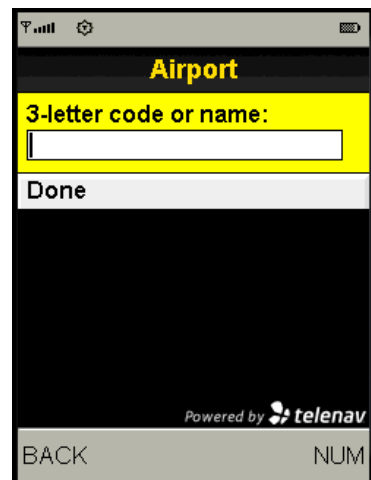 Airport
3-letter code or name:
Done
Powered by telenav
BACK NUM